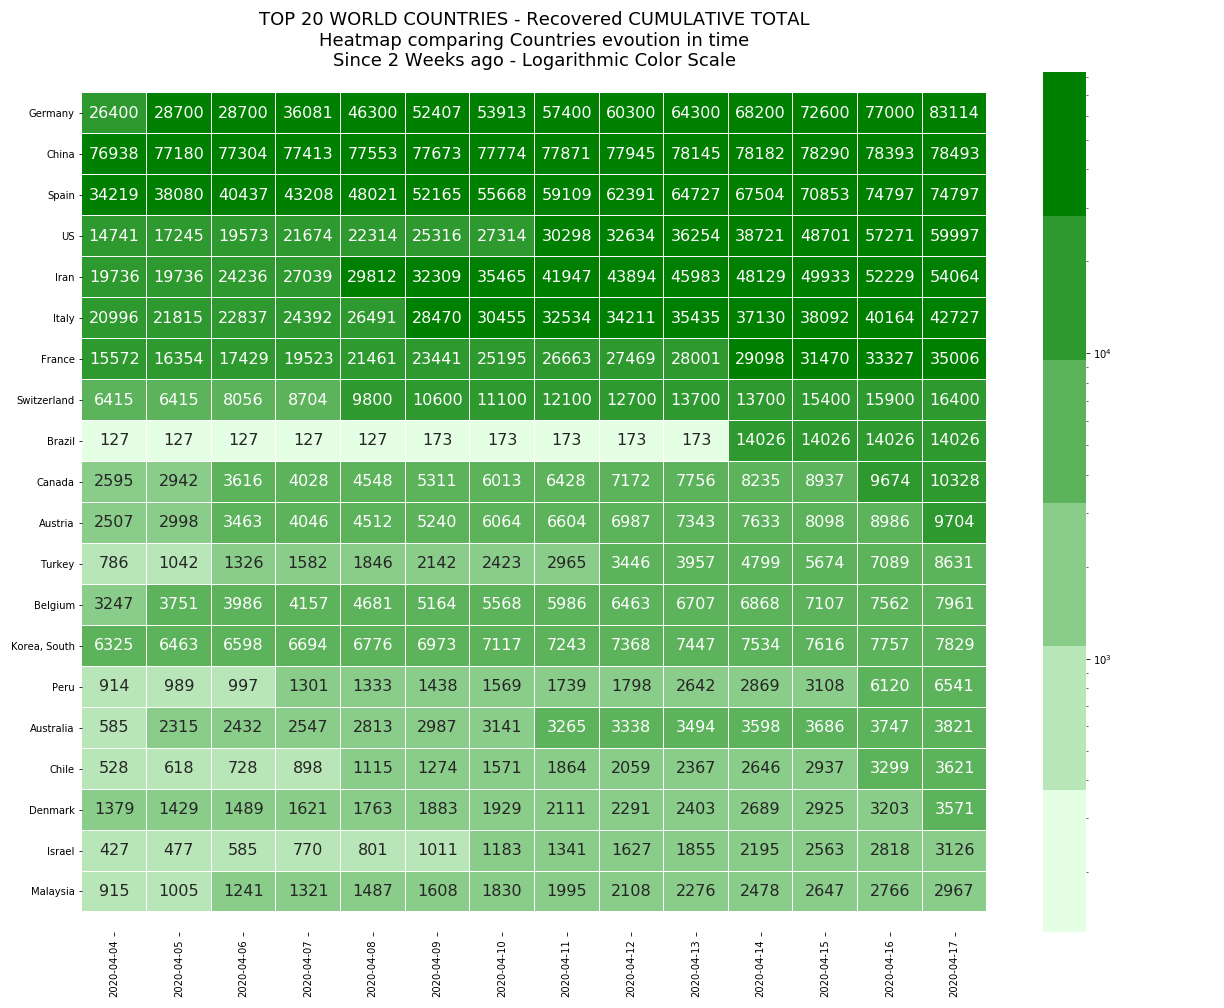 TOP 20 WORLD COUNTRIES - Recovered CUMULATIVE TOTAL
Heatmap comparing Countries evoution in time
Since 2 Weeks ago - Logarithmic Color Scale
Germany 26400 28700 28700 36081 46300 52407 53913 57400 60300 64300 68200 72600 77000 83114
China 76938 77180 77304 77413 77553 77673 77774 77871 77945 78145 78182 78290 78393 78493
Spain 34219 38080 40437 43208 48021 52165 55668 59109 62391 64727 67504 70853 74797 74797
US 14741 17245 19573 21674 22314 25316 27314 30298 32634 36254 38721 48701 57271 59997
Iran 19736 19736 24236 27039 29812 32309 35465 41947 43894 45983 48129 49933 52229 54064
Italy 20996 21815 22837 24392 26491 28470 30455 32534 34211 35435 37130 38092 40164 42727
France 15572 16354 17429 19523 21461 23441 25195 26663 27469 28001 29098 31470 33327 35006
10⁴
Switzerland 6415 6415 8056 8704 9800 10600 11100 12100 12700 13700 13700 15400 15900 16400
Brazil 127 127 127 127 127 173 173 173 173 173 14026 14026 14026 14026
Canada 2595 2942 3616 4028 4548 5311 6013 6428 7172 7756 8235 8937 9674 10328
Austria 2507 2998 3463 4046 4512 5240 6064 6604 6987 7343 7633 8098 8986 9704
Turkey 786 1042 1326 1582 1846 2142 2423 2965 3446 3957 4799 5674 7089 8631
Belgium 3247 3751 3986 4157 4681 5164 5568 5986 6463 6707 6868 7107 7562 7961
Korea, South 6325 6463 6598 6694 6776 6973 7117 7243 7368 7447 7534 7616 7757 7829
10³
Peru 914 989 997 1301 1333 1438 1569 1739 1798 2642 2869 3108 6120 6541
Australia 585 2315 2432 2547 2813 2987 3141 3265 3338 3494 3598 3686 3747 3821
Chile 528 618 728 898 1115 1274 1571 1864 2059 2367 2646 2937 3299 3621
Denmark 1379 1429 1489 1621 1763 1883 1929 2111 2291 2403 2689 2925 3203 3571
Israel 427 477 585 770 801 1011 1183 1341 1627 1855 2195 2563 2818 3126
Malaysia 915 1005 1241 1321 1487 1608 1830 1995 2108 2276 2478 2647 2766 2967
2020-04-04 2020-04-05 2020-04-06 2020-04-07 2020-04-08 2020-04-09 2020-04-10 2020-04-11 2020-04-12 2020-04-13 2020-04-14 2020-04-15 2020-04-16 2020-04-17